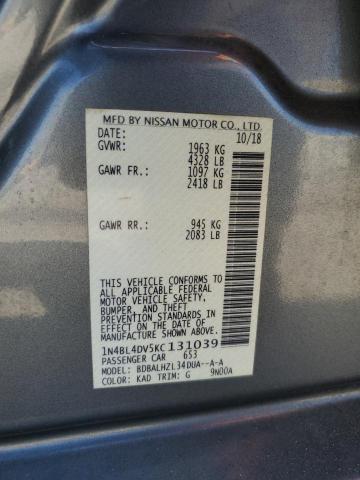 MFD BY NISSAN MOTOR CO., LTD.
DATE: 10/18
GVWR: 1963 KG
4328 LB
GAWR FR.: 1097 KG
2418 LB
GAWR RR.: 945 KG
2083 LB
THIS VEHICLE CONFORMS TO
ALL APPLICABLE FEDERAL
MOTOR VEHICLE SAFETY,
BUMPER, AND THEFT
PREVENTION STANDARDS IN
EFFECT ON THE DATE OF
MANUFACTURE SHOWN ABOVE.
1N4BL4DV5KC131039
PASSENGER CAR 653
MODEL: BDBALHZL34DUA--A-A
COLOR: KAD TRIM: G 9N00A